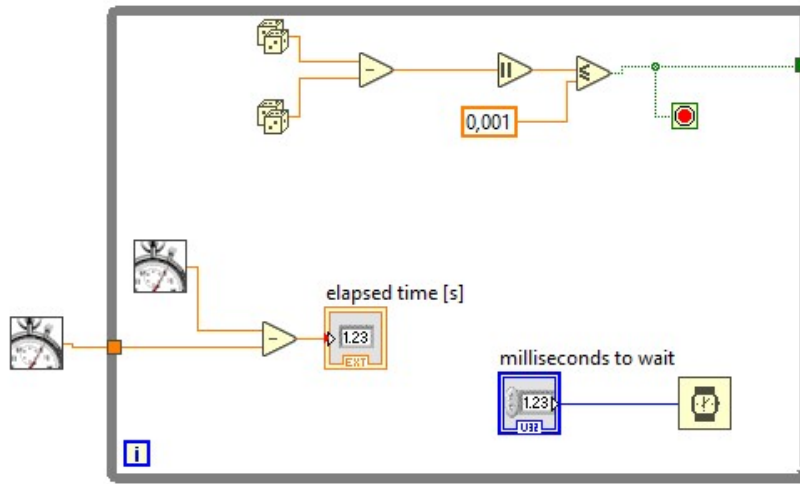 0,001
elapsed time [s]
1.23
EXT
milliseconds to wait
1.23
U32
i